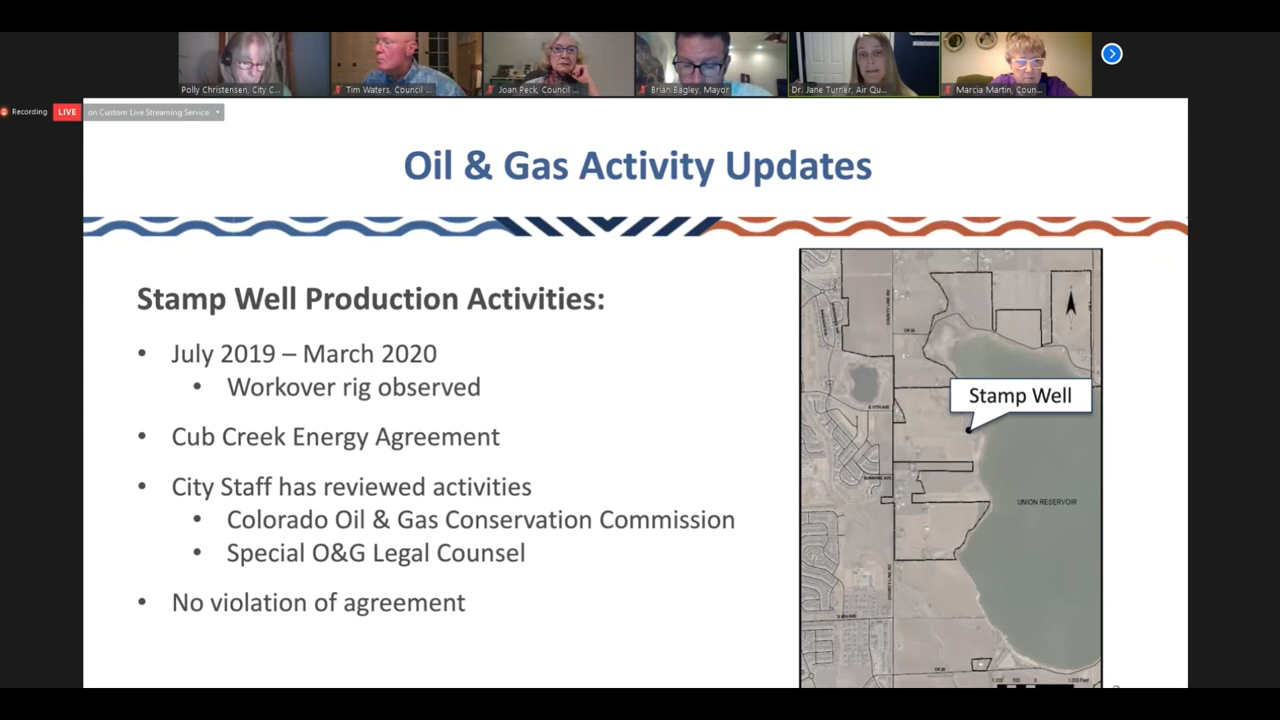 Polly Christensen, City C...
Tim Waters, Council ...
Joan Peck, Council ...
Brian Bagley, Mayor
Dr. Jane Turner, Air Qu...
Marcia Martin, Coun...
Recording
LIVE
on Custom Live Streaming Service
Oil & Gas Activity Updates
Stamp Well Production Activities:
• July 2019 – March 2020
• Workover rig observed
• Cub Creek Energy Agreement
• City Staff has reviewed activities
• Colorado Oil & Gas Conservation Commission
• Special O&G Legal Counsel
• No violation of agreement
Stamp Well
UNION RESERVOIR